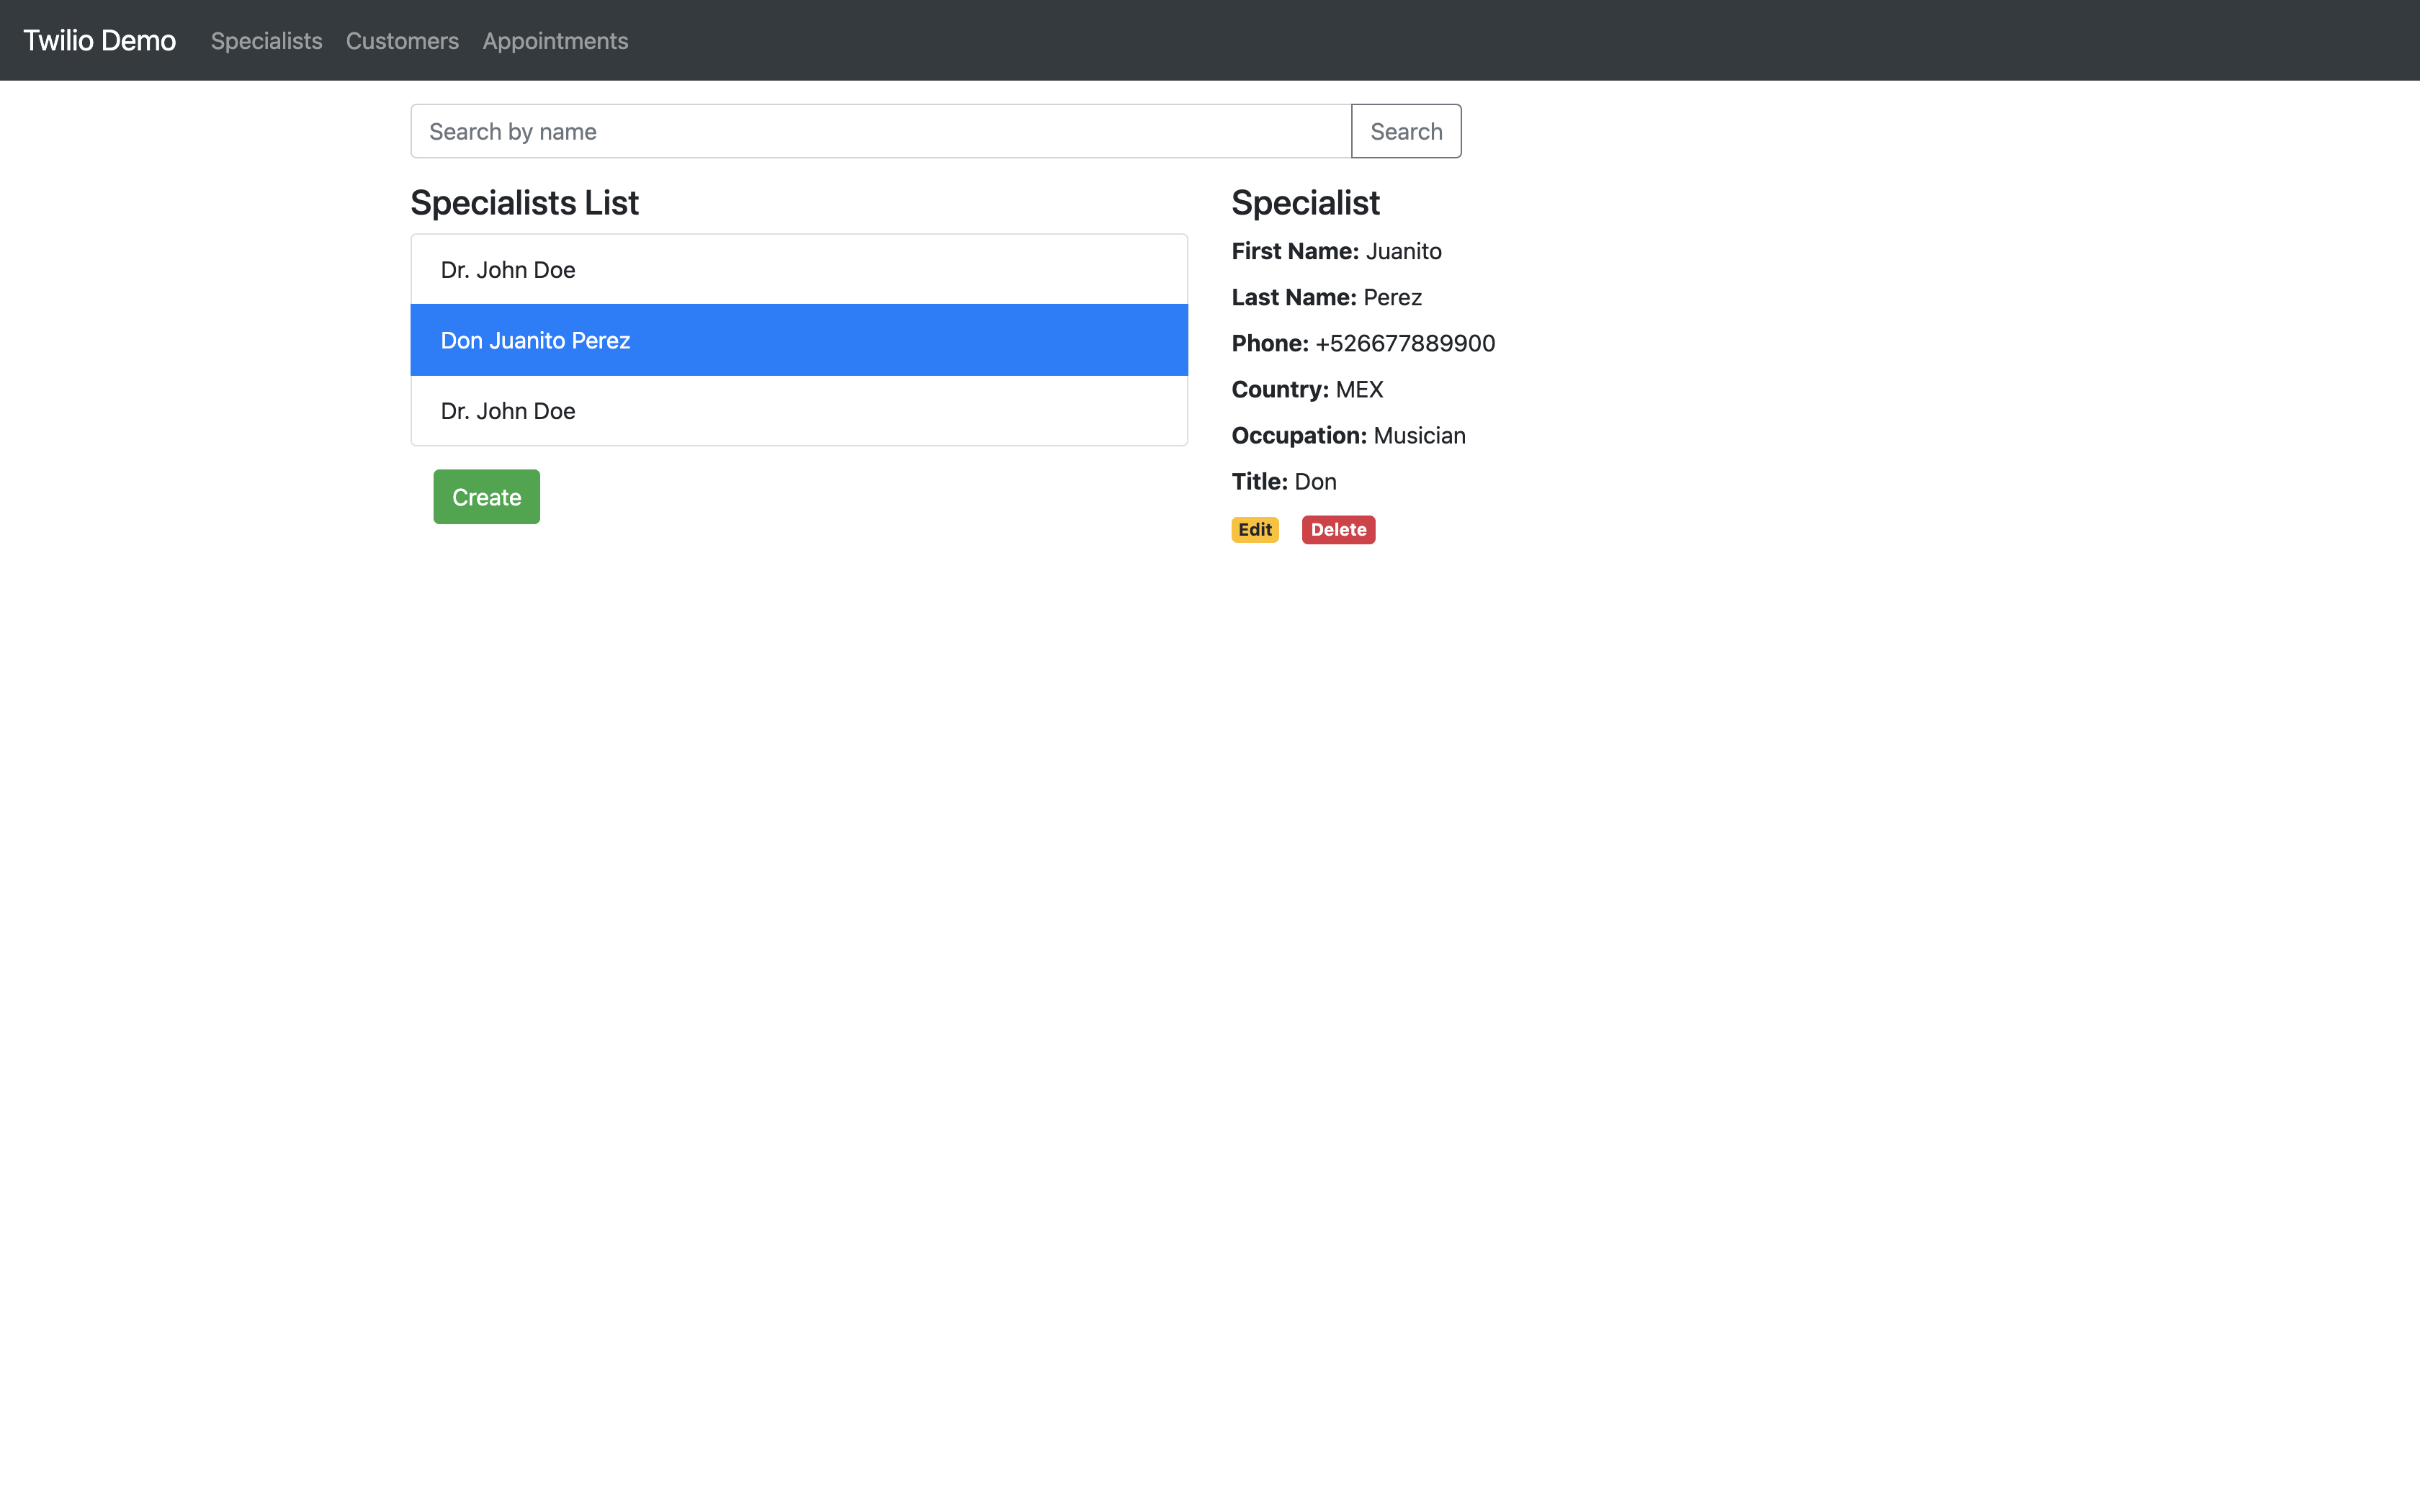 Twilio Demo Specialists Customers Appointments
Search by name Search
Specialists List
Dr. John Doe
Don Juanito Perez
Dr. John Doe
Create
Specialist
First Name: Juanito
Last Name: Perez
Phone: +526677889900
Country: MEX
Occupation: Musician
Title: Don
Edit Delete